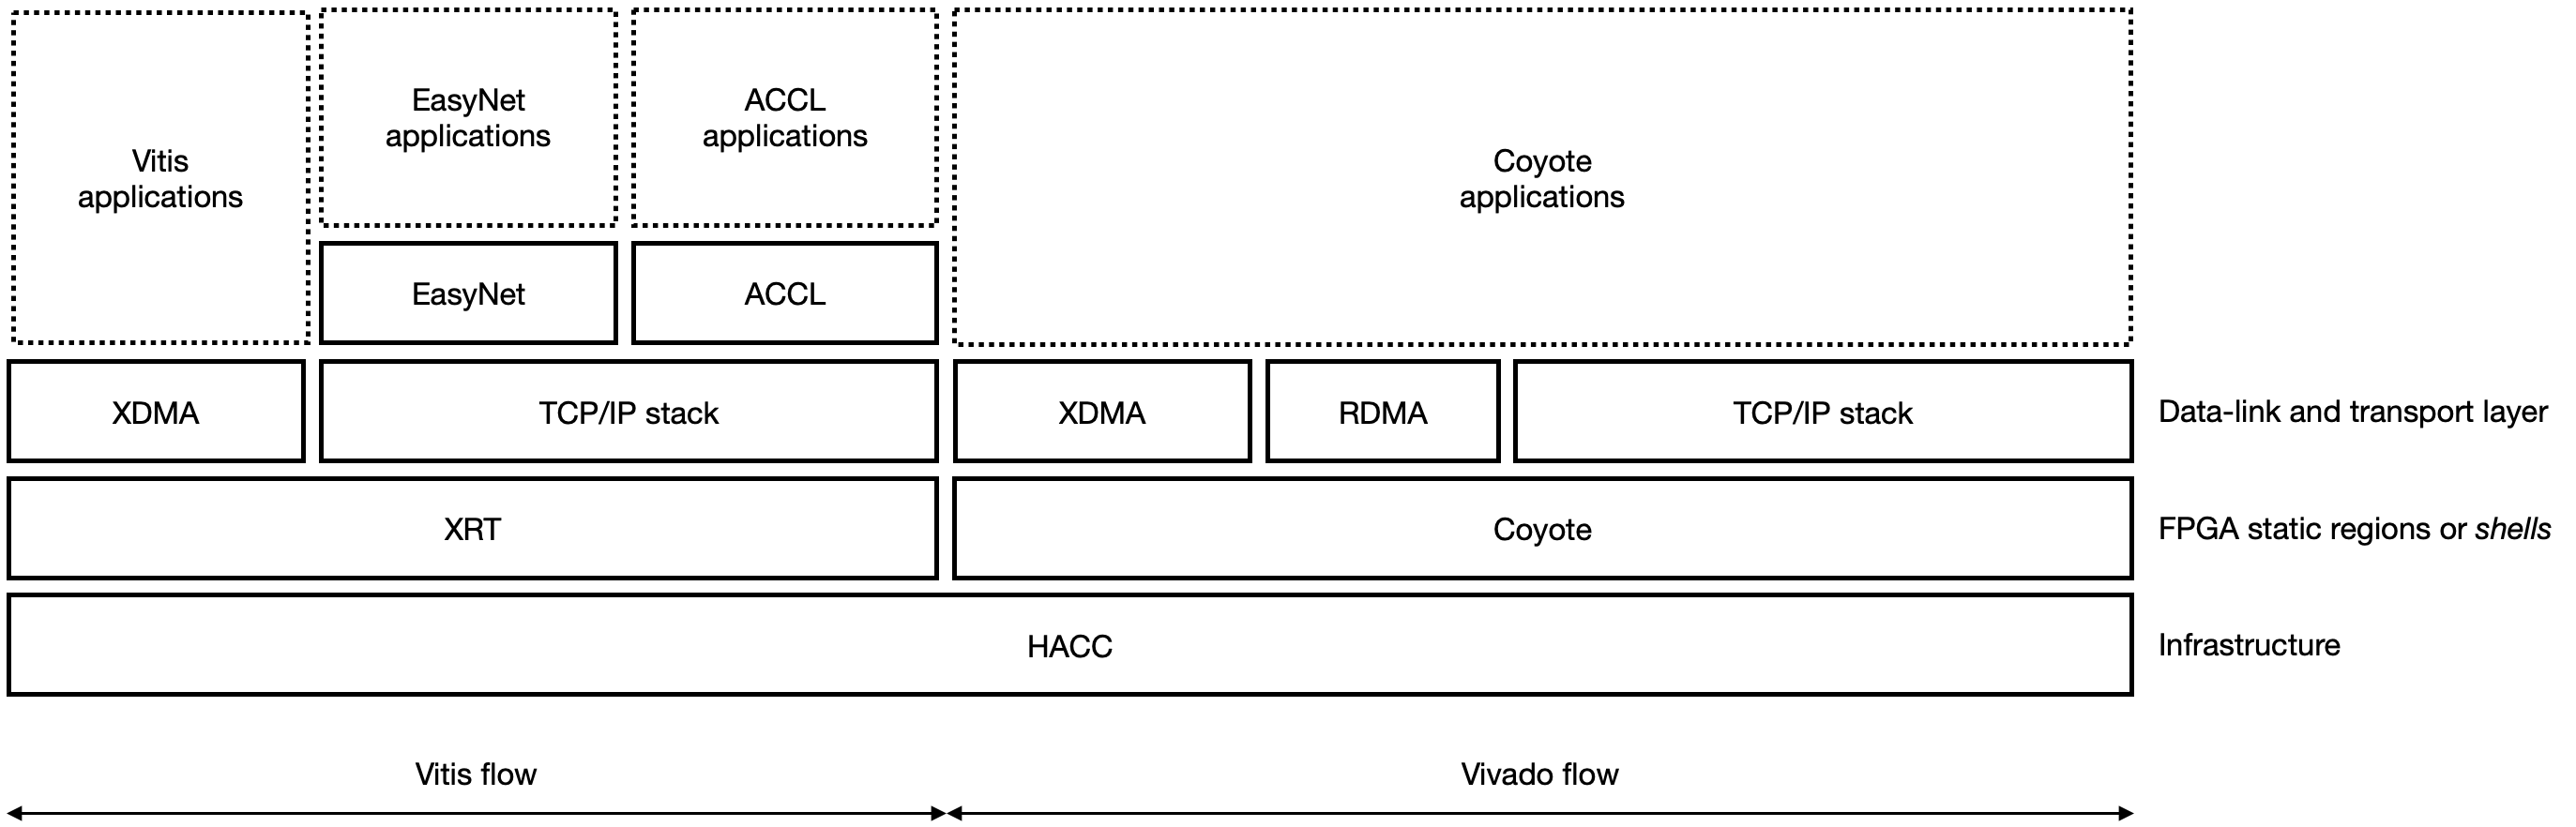 Vitis
applications
EasyNet
applications
ACCL
applications
Coyote
applications
EasyNet
ACCL
XDMA
TCP/IP stack
XDMA
RDMA
TCP/IP stack
Data-link and transport layer
XRT
Coyote
FPGA static regions or shells
HACC
Infrastructure
Vitis flow
Vivado flow